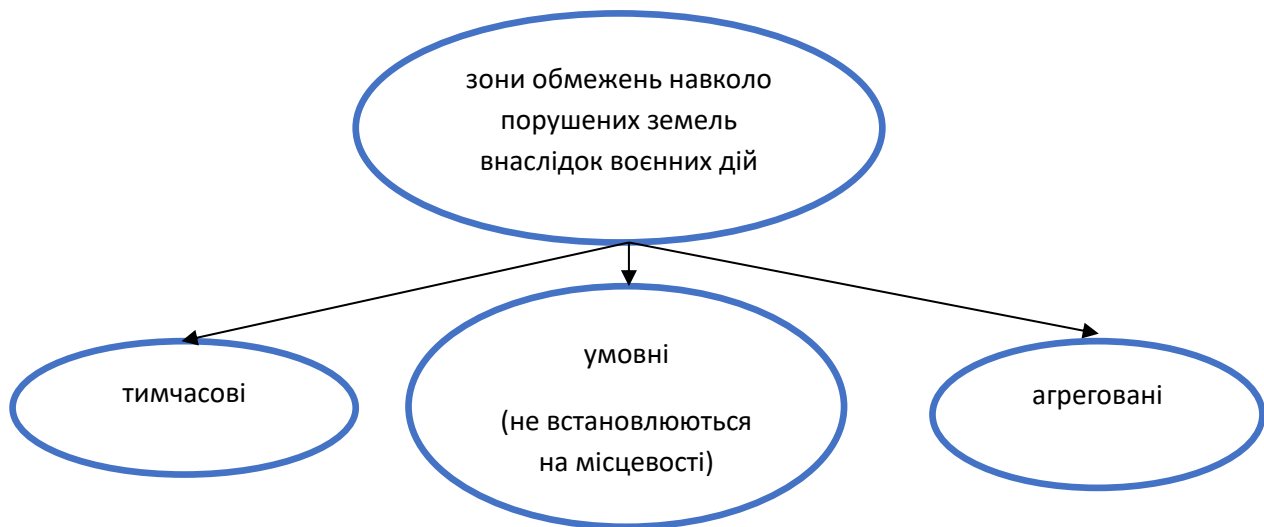 зони обмежень навколо
порушених земель
внаслідок воєнних дій
тимчасові
умовні
(не встановлюються
на місцевості)
агреговані